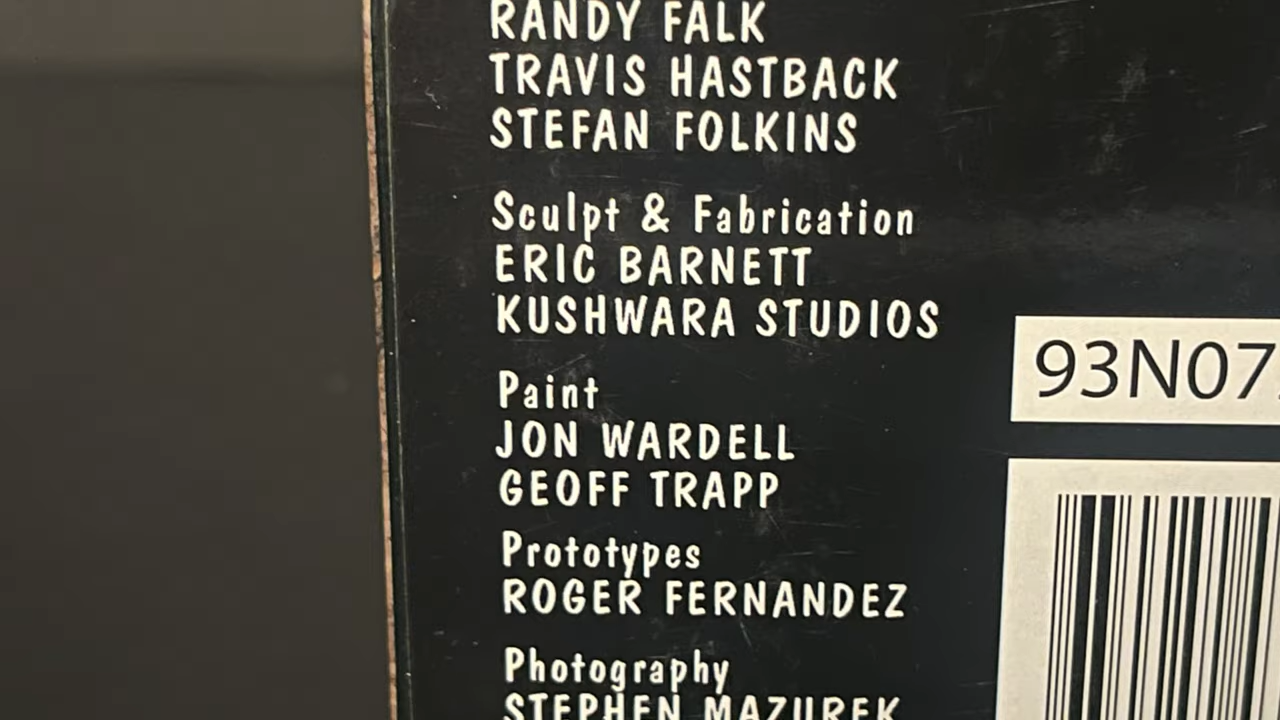 RANDY FALK
TRAVIS HASTBACK
STEFAN FOLKINS
Sculpt & Fabrication
ERIC BARNETT
KUSHWARA STUDIOS
93N07
Paint
JON WARDELL
GEOFF TRAPP
Prototypes
ROGER FERNANDEZ
Photography
STEPHEN MAZUREK